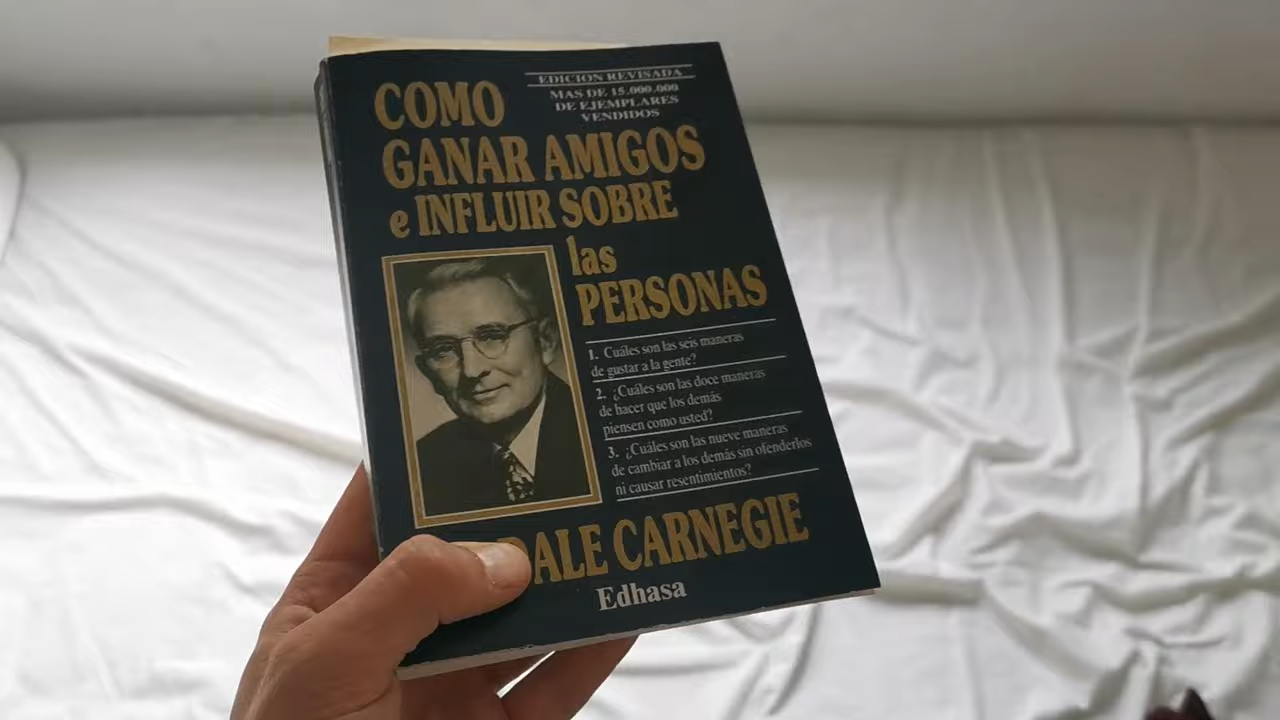 EDICION REVISADA
MAS DE 15.000.000
DE EJEMPLARES
VENDIDOS
COMO
GANAR AMIGOS
e INFLUIR SOBRE
las
PERSONAS
1. Cuáles son las seis maneras
de gustar a la gente?
2. ¿Cuáles son las doce maneras
de hacer que los demás
piensen como usted?
3. ¿Cuáles son las nueve maneras
de cambiar a los demás sin ofenderlos
ni causar resentimientos?
DALE CARNEGIE
Edhasa